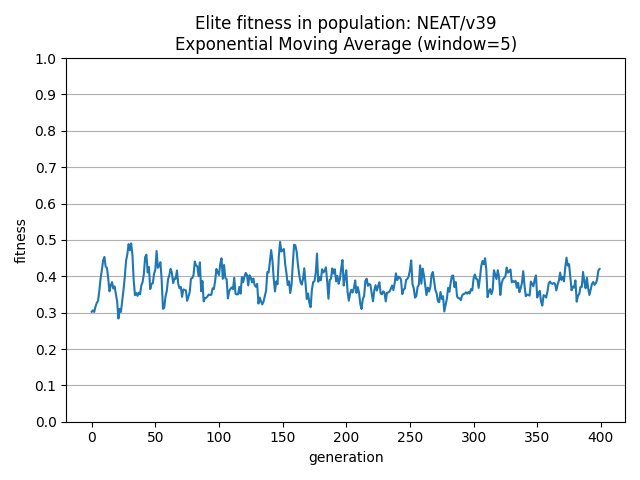 Elite fitness in population: NEAT/v39
Exponential Moving Average (window=5)
1.0
0.9
0.8
0.7
0.6
0.5
0.4
0.3
0.2
0.1
0.0
fitness
0 50 100 150 200 250 300 350 400
generation